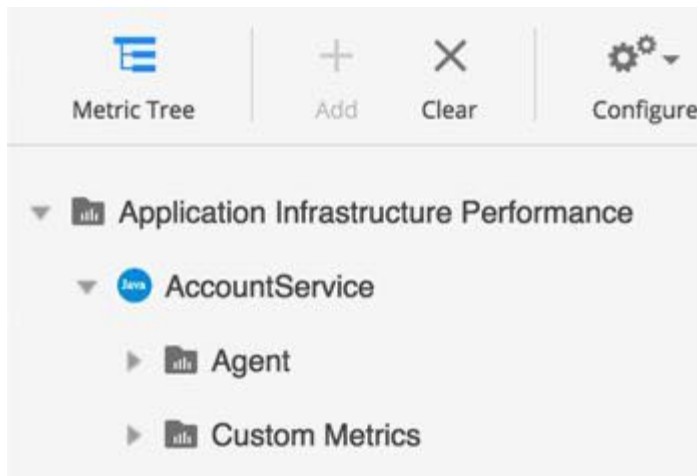 Metric Tree Add Clear Configure
Application Infrastructure Performance
Java AccountService
Agent
Custom Metrics